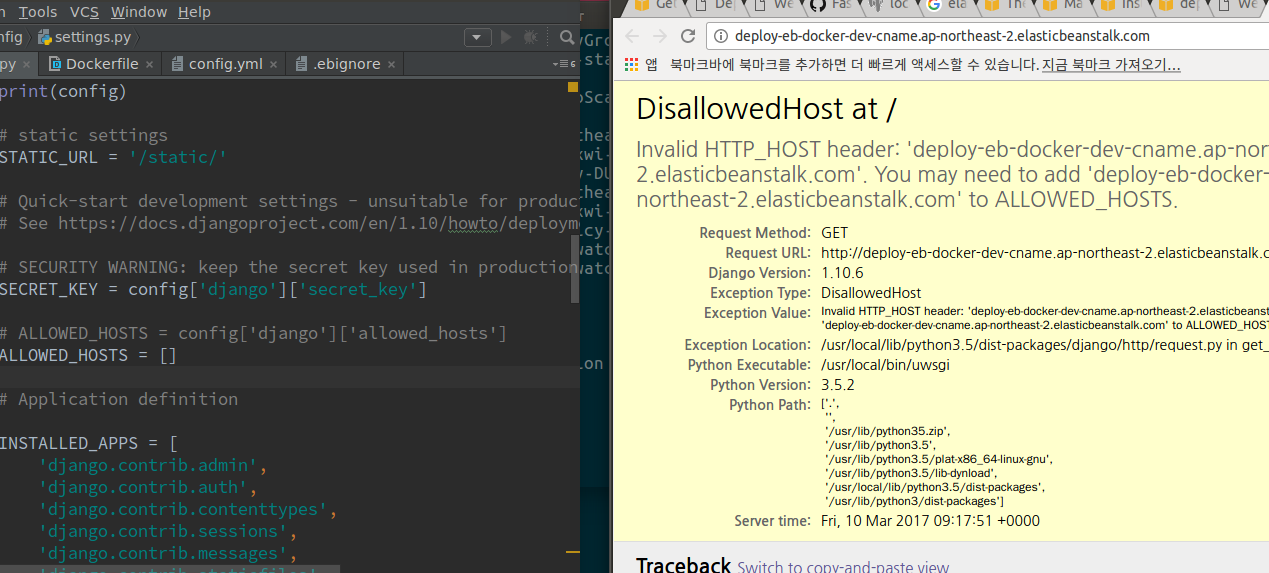 Tools VCS Window Help
settings.py
Dockerfile × config.yml × .ebignore ×
print(config)
# static settings
STATIC_URL = '/static/'
# Quick-start development settings - unsuitable for produc
# See https://docs.djangoproject.com/en/1.10/howto/deployme
# SECURITY WARNING: keep the secret key used in production
SECRET_KEY = config['django']['secret_key']
# ALLOWED_HOSTS = config['django']['allowed_hosts']
ALLOWED_HOSTS = []
# Application definition
INSTALLED_APPS = [
'django.contrib.admin',
'django.contrib.auth',
'django.contrib.contenttypes',
'django.contrib.sessions',
'django.contrib.messages',
deploy-eb-docker-dev-cname.ap-northeast-2.elasticbeanstalk.com
앱 북마크바에 북마크를 추가하면 더 빠르게 액세스할 수 있습니다. 지금 북마크 가져오기...
DisallowedHost at /
Invalid HTTP_HOST header: 'deploy-eb-docker-dev-cname.ap-nor
2.elasticbeanstalk.com'. You may need to add 'deploy-eb-docker-
northeast-2.elasticbeanstalk.com' to ALLOWED_HOSTS.
Request Method: GET
Request URL: http://deploy-eb-docker-dev-cname.ap-northeast-2.elasticbeanstalk.c
Django Version: 1.10.6
Exception Type: DisallowedHost
Exception Value: Invalid HTTP_HOST header: 'deploy-eb-docker-dev-cname.ap-northeast-2.elasticbeanst
'deploy-eb-docker-dev-cname.ap-northeast-2.elasticbeanstalk.com' to ALLOWED_HOST
Exception Location: /usr/local/lib/python3.5/dist-packages/django/http/request.py in get_
Python Executable: /usr/local/bin/uwsgi
Python Version: 3.5.2
Python Path: ['.',
'',
'/usr/lib/python35.zip',
'/usr/lib/python3.5',
'/usr/lib/python3.5/plat-x86_64-linux-gnu',
'/usr/lib/python3.5/lib-dynload',
'/usr/local/lib/python3.5/dist-packages',
'/usr/lib/python3/dist-packages']
Server time: Fri, 10 Mar 2017 09:17:51 +0000
Traceback Switch to copy-and-paste view